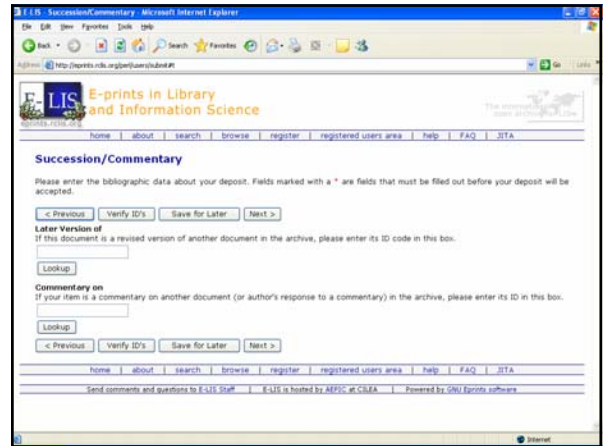 E-LIS - Succession/Commentary - Microsoft Internet Explorer
File Edit View Favorites Tools Help
Back Search Favorites
Address http://eprints.rclis.org/perl/users/submit#t Go Links
E-LIS
eprints.rclis.org
E-prints in Library
and Information Science
home | about | search | browse | register | registered users area | help | FAQ | JITA
Succession/Commentary
Please enter the bibliographic data about your deposit. Fields marked with a * are fields that must be filled out before your deposit will be
accepted.
< Previous Verify ID's Save for Later Next >
Later Version of
If this document is a revised version of another document in the archive, please enter its ID code in this box.
Lookup
Commentary on
If your item is a commentary on another document (or author's response to a commentary) in the archive, please enter its ID in this box.
Lookup
< Previous Verify ID's Save for Later Next >
home | about | search | browse | register | registered users area | help | FAQ | JITA
Send comments and questions to E-LIS Staff | E-LIS is hosted by AEPIC at CILEA | Powered by GNU Eprints software
Internet